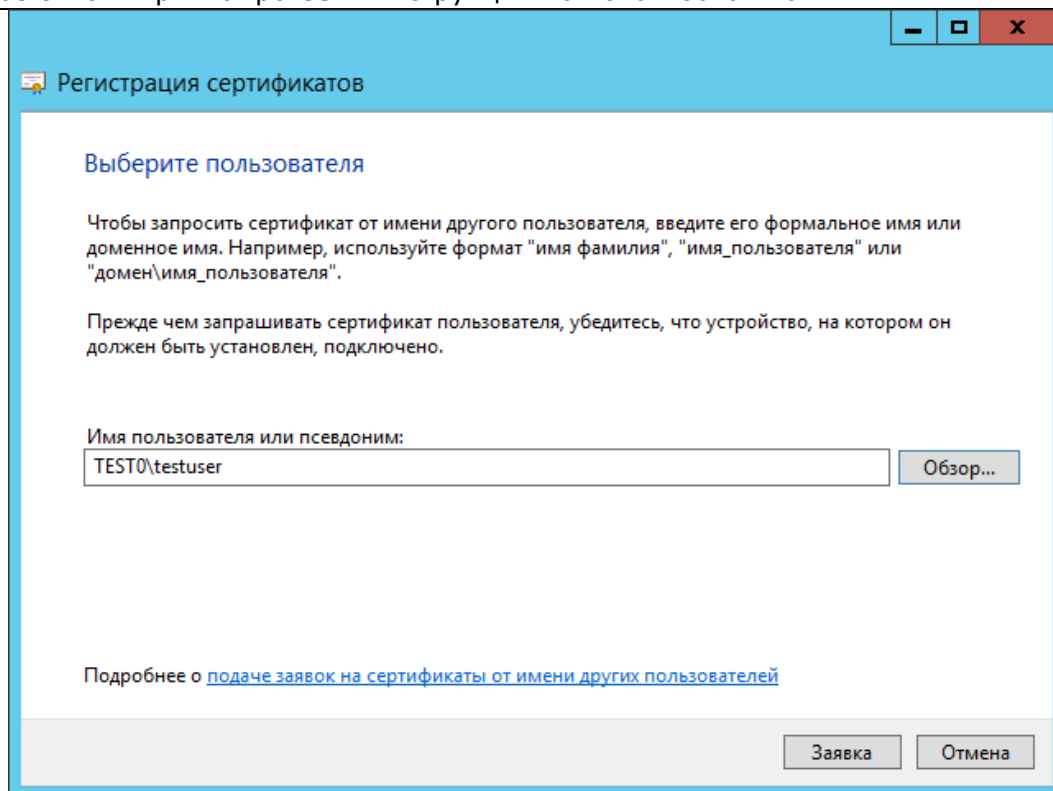 Регистрация сертификатов
Выберите пользователя
Чтобы запросить сертификат от имени другого пользователя, введите его формальное имя или
доменное имя. Например, используйте формат "имя фамилия", "имя_пользователя" или
"домен\имя_пользователя".
Прежде чем запрашивать сертификат пользователя, убедитесь, что устройство, на котором он
должен быть установлен, подключено.
Имя пользователя или псевдоним:
TEST0\testuser
Обзор...
Подробнее о подаче заявок на сертификаты от имени других пользователей
Заявка Отмена